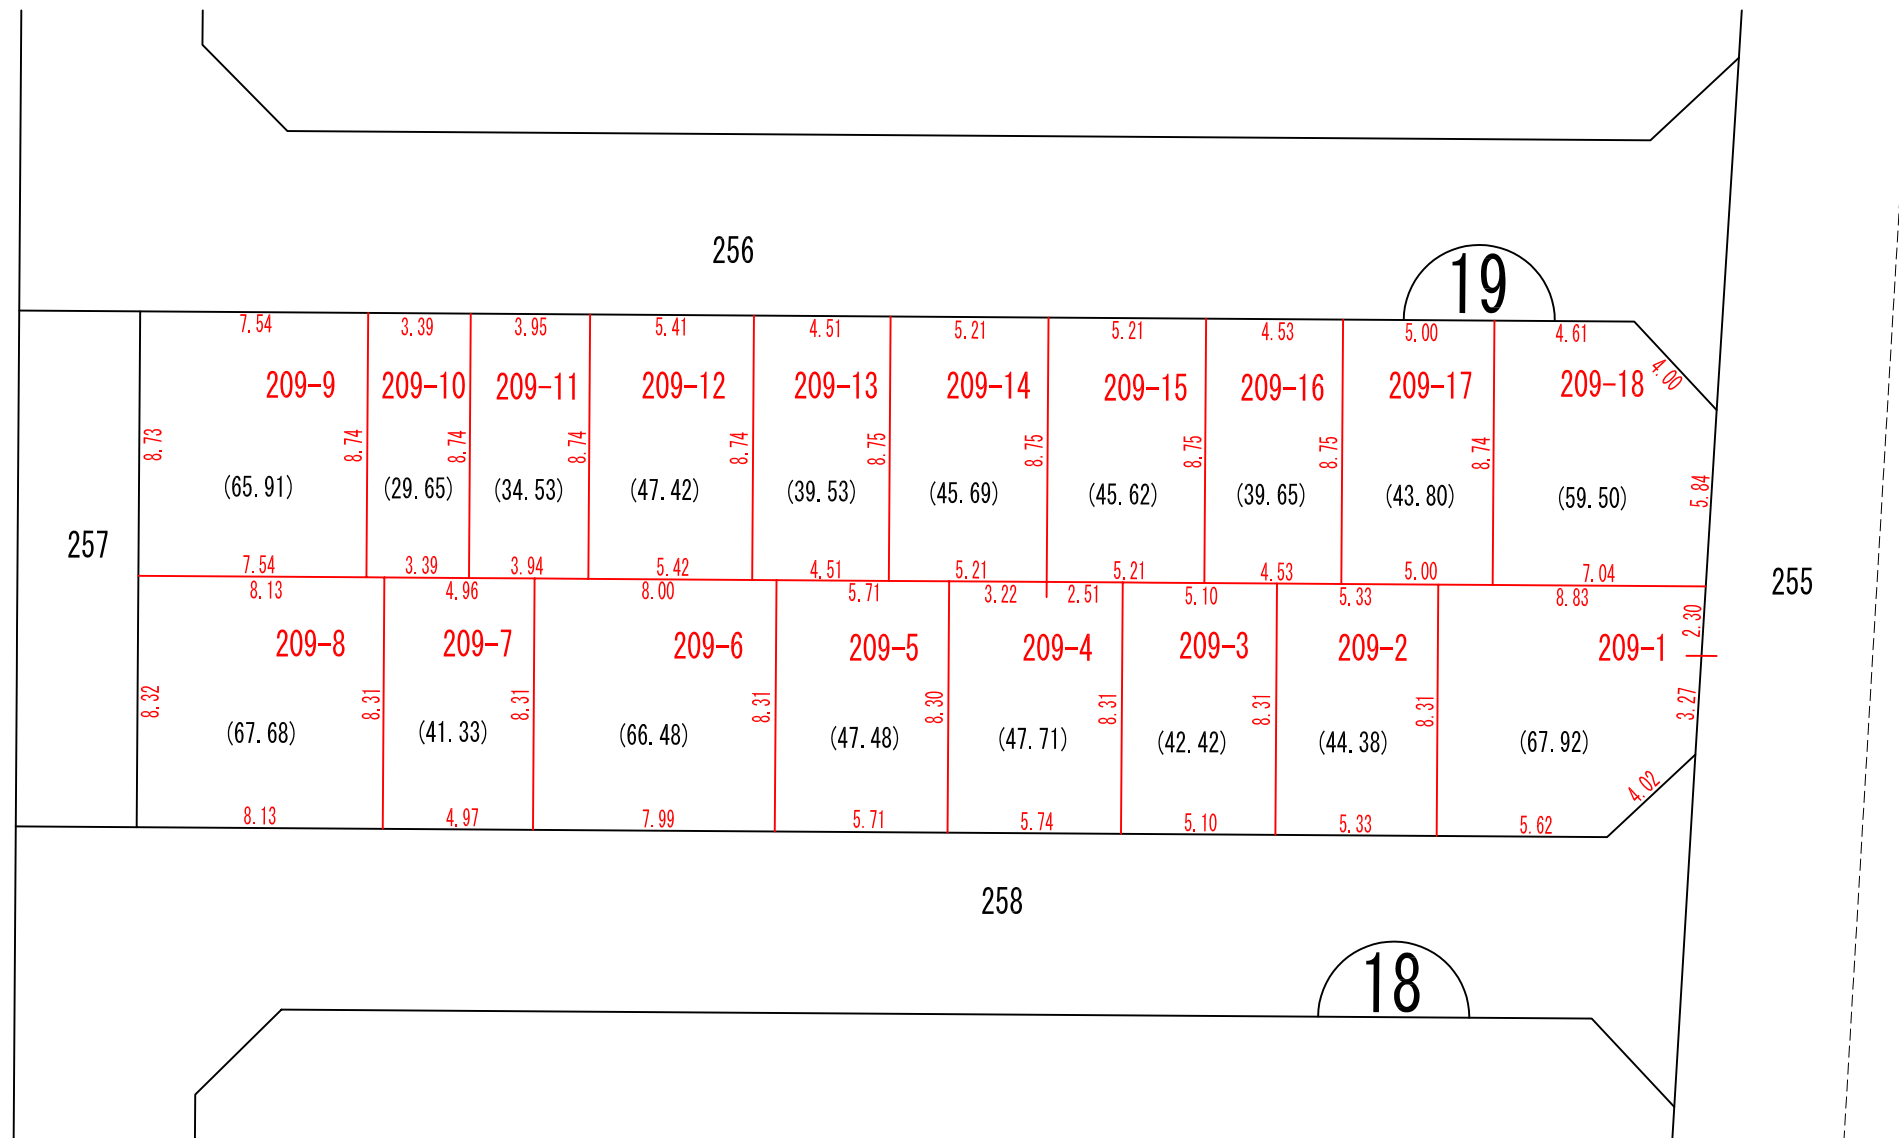 256
19
7.54 3.39 3.95 5.41 4.51 5.21 5.21 4.53 5.00 4.61
4.00
209-9 209-10 209-11 209-12 209-13 209-14 209-15 209-16 209-17 209-18
8.73 8.74 8.74 8.74 8.74 8.75 8.75 8.75 8.75 8.74 5.84
(65.91) (29.65) (34.53) (47.42) (39.53) (45.69) (45.62) (39.65) (43.80) (59.50)
257
7.54 3.39 3.94 5.42 4.51 5.21 5.21 4.53 5.00 7.04
255
8.13 4.96 8.00 5.71 3.22 2.51 5.10 5.33 8.83
2.30
209-8 209-7 209-6 209-5 209-4 209-3 209-2 209-1
8.32 8.31 8.31 8.31 8.30 8.31 8.31 8.31 3.27
(67.68) (41.33) (66.48) (47.48) (47.71) (42.42) (44.38) (67.92)
4.02
8.13 4.97 7.99 5.71 5.74 5.10 5.33 5.62
258
18